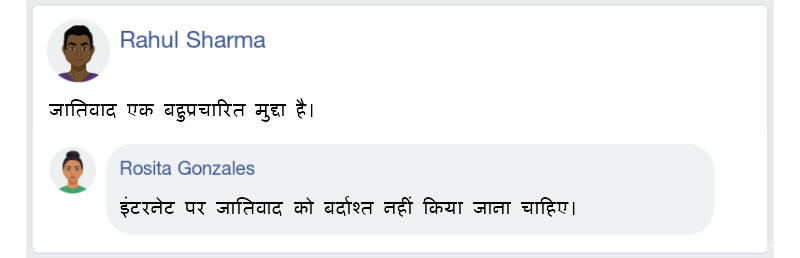 Rahul Sharma
जातिवाद एक बहुप्रचारित मुद्दा है।
Rosita Gonzales
इंटरनेट पर जातिवाद को बर्दाश्त नहीं किया जाना चाहिए।